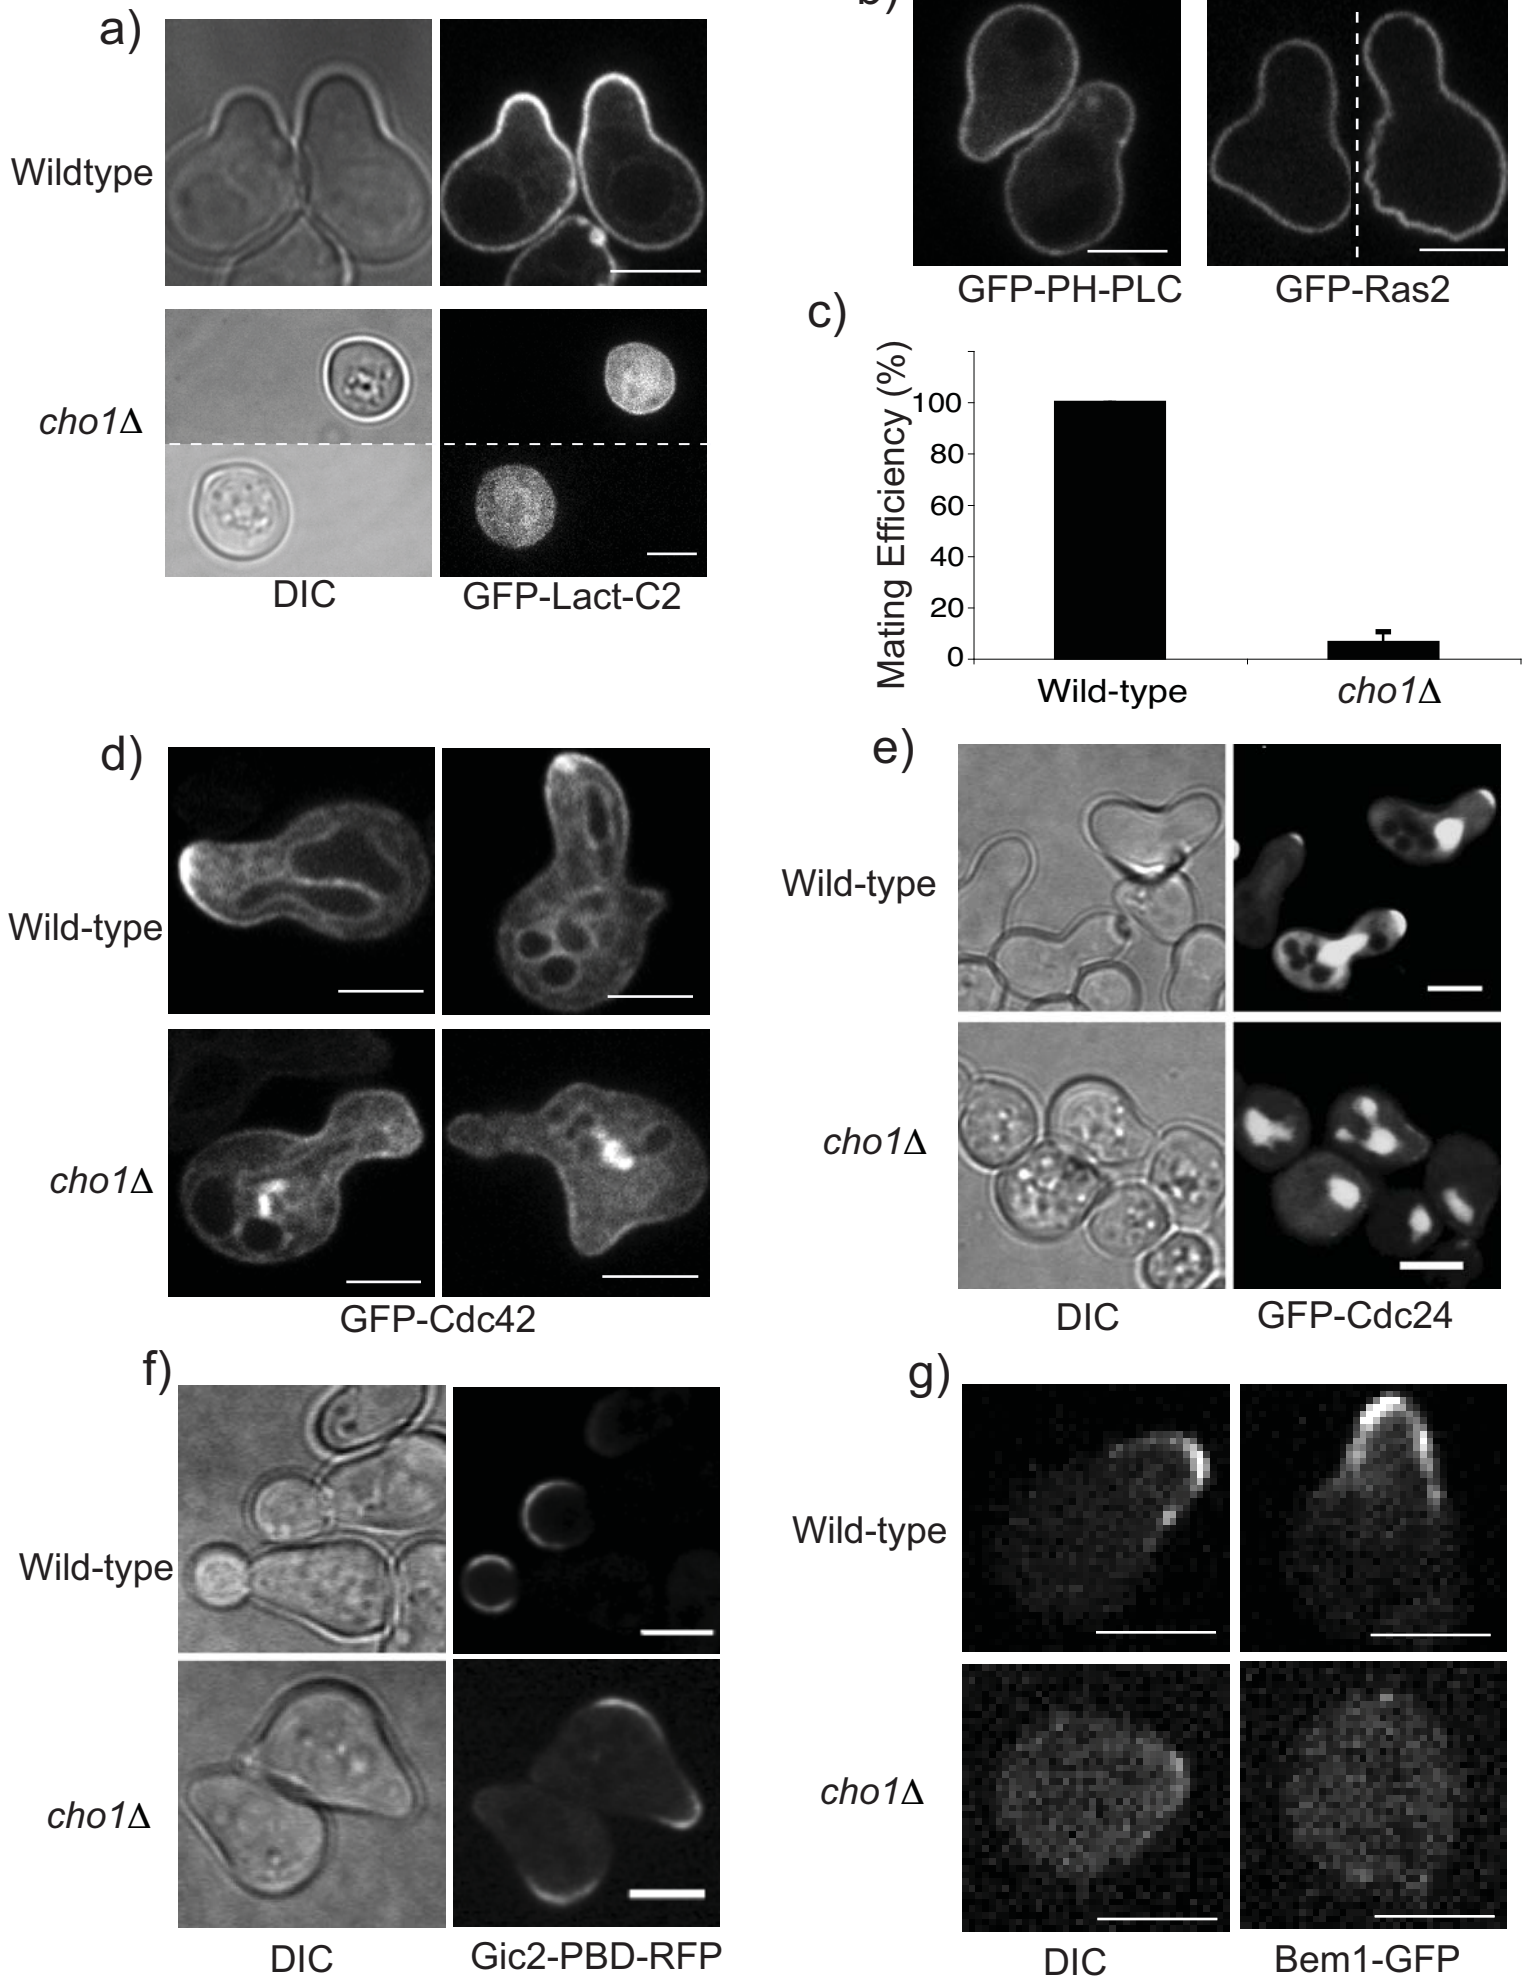 a)
Wildtype
cho1Δ
DIC
GFP-Lact-C2
b)
GFP-PH-PLC
GFP-Ras2
c)
Mating Efficiency (%)
100
80
60
40
20
0
Wild-type
cho1Δ
d)
Wild-type
cho1Δ
GFP-Cdc42
e)
Wild-type
cho1Δ
DIC
GFP-Cdc24
f)
Wild-type
cho1Δ
DIC
Gic2-PBD-RFP
g)
Wild-type
cho1Δ
DIC
Bem1-GFP